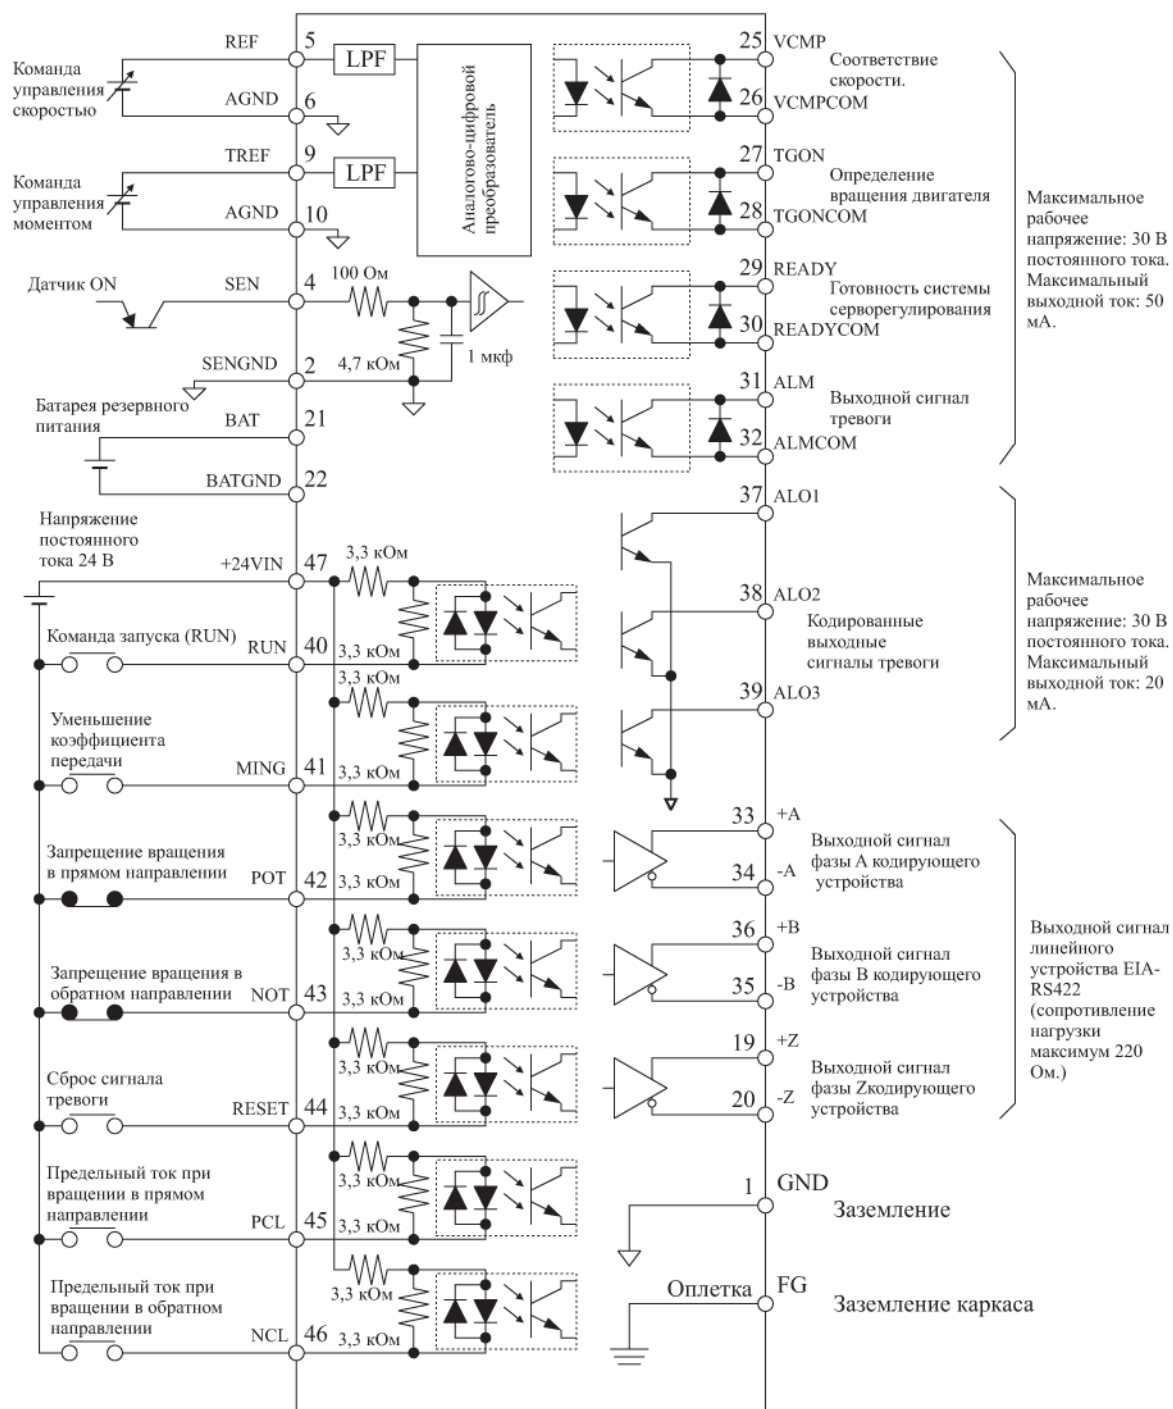 REF
5
LPF
Команда
управления
скоростью
AGND
6
TREF
9
LPF
Команда
управления
моментом
AGND
10
Аналогово-цифровой
преобразователь
Датчик ON
SEN
4
100 Ом
4,7 кОм
1 мкф
SENGND
2
Батарея резервного
питания
BAT
21
BATGND
22
Напряжение
постоянного
тока 24 В
+24VIN
47
3,3 кОм
Команда запуска (RUN)
RUN
40
3,3 кОм
3,3 кОм
Уменьшение
коэффициента
передачи
MING
41
3,3 кОм
3,3 кОм
Запрещение вращения
в прямом направлении
POT
42
3,3 кОм
3,3 кОм
Запрещение вращения в
обратном направлении
NOT
43
3,3 кОм
3,3 кОм
Сброс сигнала
тревоги
RESET
44
3,3 кОм
3,3 кОм
Предельный ток при
вращении в прямом
направлении
PCL
45
3,3 кОм
3,3 кОм
Предельный ток при
вращении в обратном
направлении
NCL
46
3,3 кОм
25
VCMP
Соответствие
скорости.
26
VCMPCOM
27
TGON
Определение
вращения двигателя
28
TGONCOM
29
READY
Готовность системы
серворегулирования
30
READYCOM
31
ALM
Выходной сигнал
тревоги
32
ALMCOM
Максимальное
рабочее
напряжение: 30 В
постоянного тока.
Максимальный
выходной ток: 50
мА.
37
ALO1
38
ALO2
Кодированные
выходные
сигналы тревоги
39
ALO3
Максимальное
рабочее
напряжение: 30 В
постоянного тока.
Максимальный
выходной ток: 20
мА.
33
+A
Выходной сигнал
фазы А кодирующего
устройства
34
-A
36
+B
Выходной сигнал
фазы В кодирующего
устройства
35
-B
19
+Z
Выходной сигнал
фазы Zкодирующего
устройства
20
-Z
Выходной сигнал
линейного
устройства EIA-
RS422
(сопротивление
нагрузки
максимум 220
Ом.)
1
GND
Заземление
Оплетка
FG
Заземление каркаса